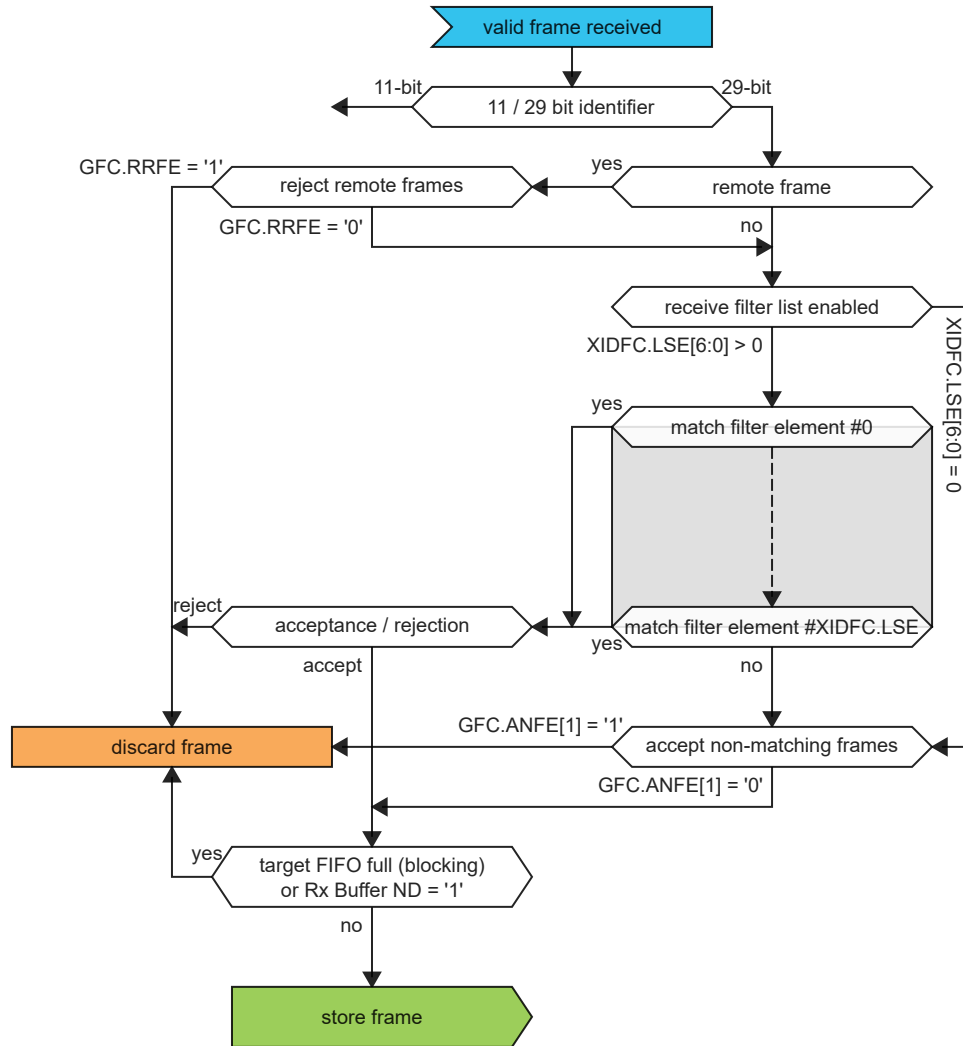 valid frame received
11-bit
29-bit
11 / 29 bit identifier
GFC.RRFE = '1'
reject remote frames
yes
remote frame
GFC.RRFE = '0'
no
receive filter list enabled
XIDFC.LSE[6:0] > 0
XIDFC.LSE[6:0] = 0
yes
match filter element #0
reject
acceptance / rejection
yes
match filter element #XIDFC.LSE
accept
no
discard frame
GFC.ANFE[1] = '1'
accept non-matching frames
GFC.ANFE[1] = '0'
yes
target FIFO full (blocking)
or Rx Buffer ND = '1'
no
store frame